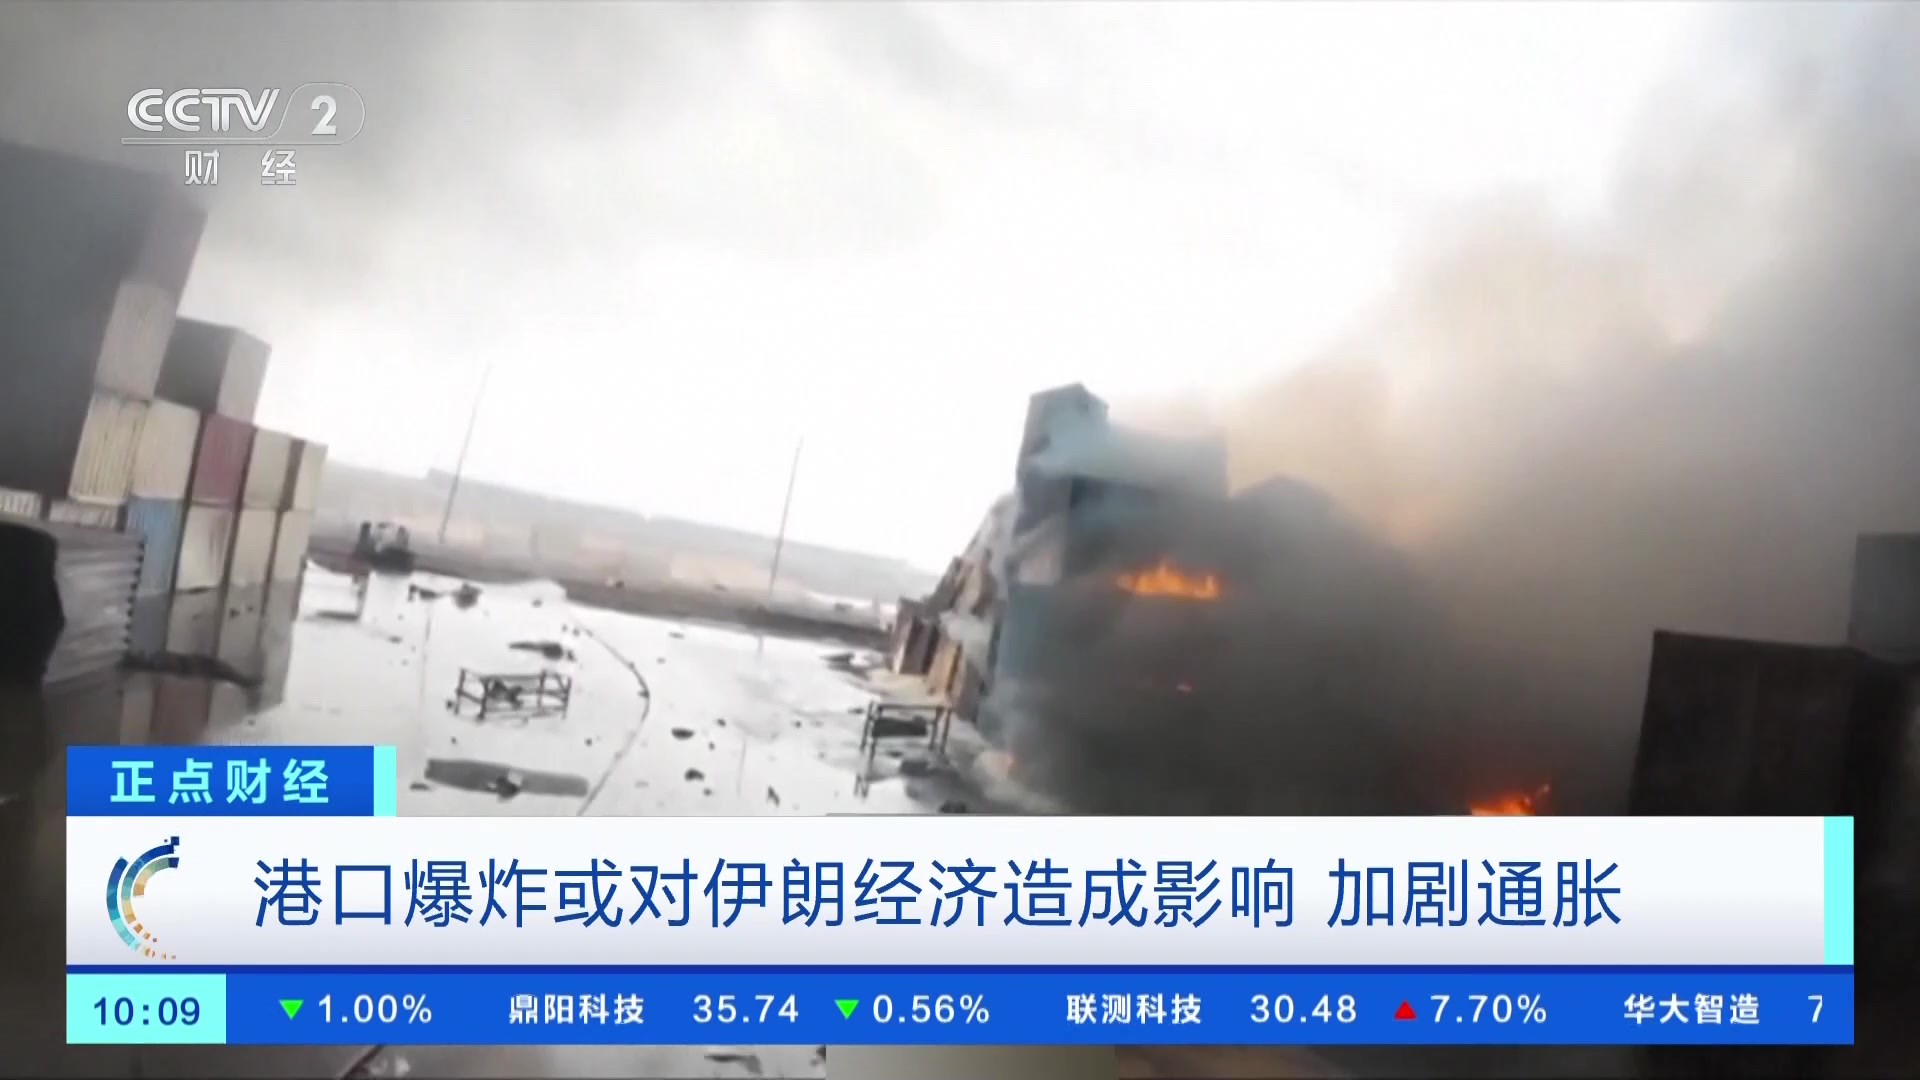 CCTV 2
财 经
正点财经
港口爆炸或对伊朗经济造成影响 加剧通胀
10:09 ▼ 1.00% 鼎阳科技 35.74 ▼ 0.56% 联测科技 30.48 ▲ 7.70% 华大智造 7